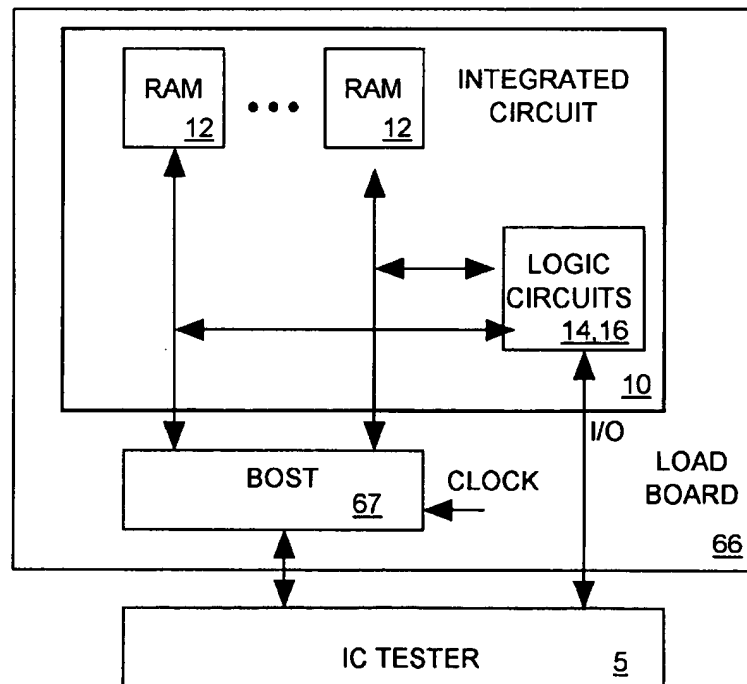 RAM
12
RAM
12
INTEGRATED
CIRCUIT
LOGIC
CIRCUITS
14,16
10
I/O
BOST
67
CLOCK
LOAD
BOARD
66
IC TESTER
5